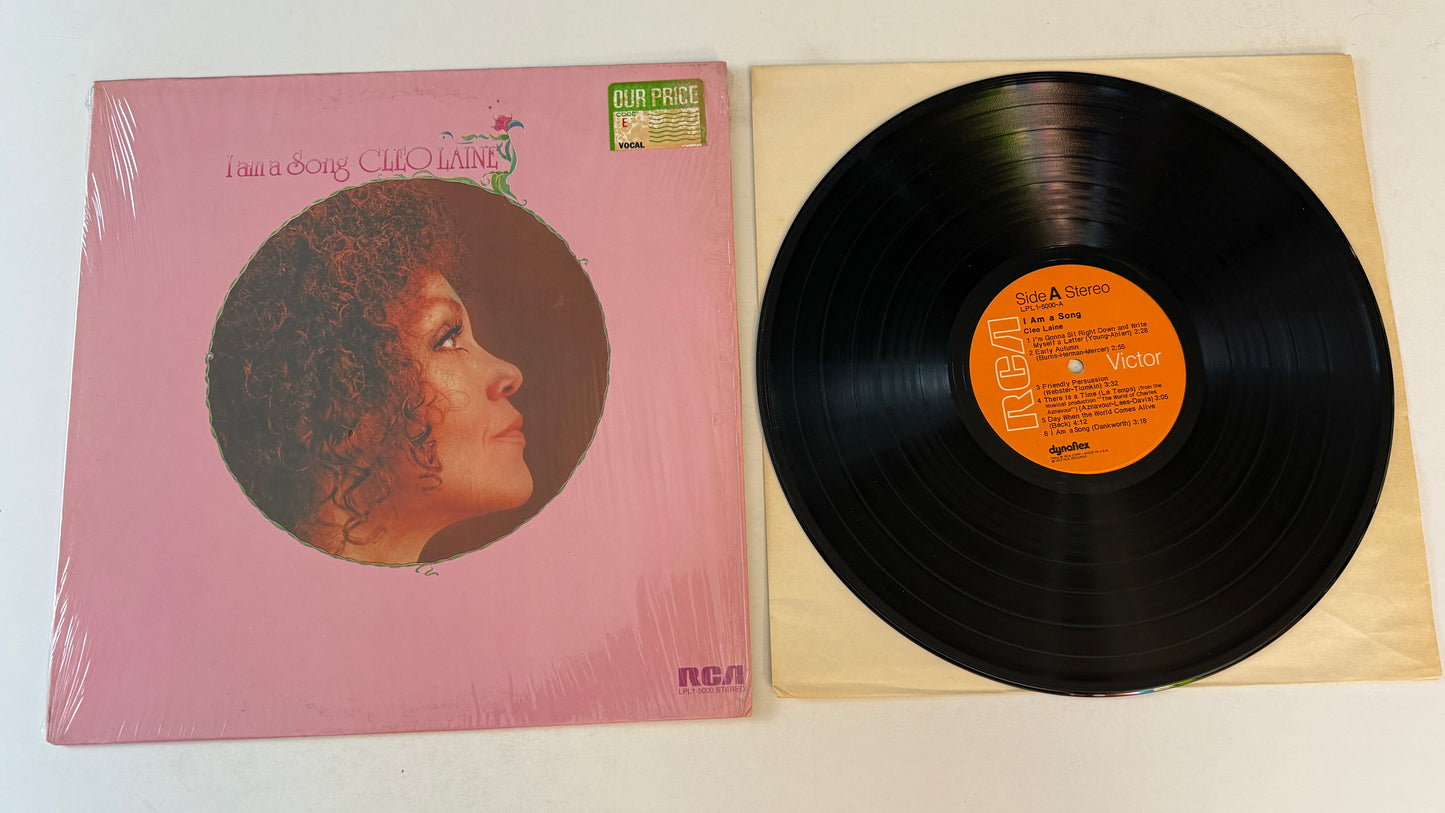 I am a Song CLEO LAINE
OUR PRICE
CODE
E
VOCAL
RCA
LPL1-5000 STEREO
Side A Stereo
LPL1-5000-A
I Am a Song
Cleo Laine
1 I'm Gonna Sit Right Down and Write
Myself a Letter (Young-Ahlert) 2:28
2 Early Autumn
(Burns-Herman-Mercer) 2:55
RCA
Victor
3 Friendly Persuasion
(Webster-Tiomkin) 3:32
4 There Is a Time (Le Temps) (from the
musical production "The World of Charles
Aznavour") (Aznavour-Lees-Davis) 3:05
5 Day When the World Comes Alive
(Beck) 4:12
6 I Am a Song (Dankworth) 3:18
dynaflex